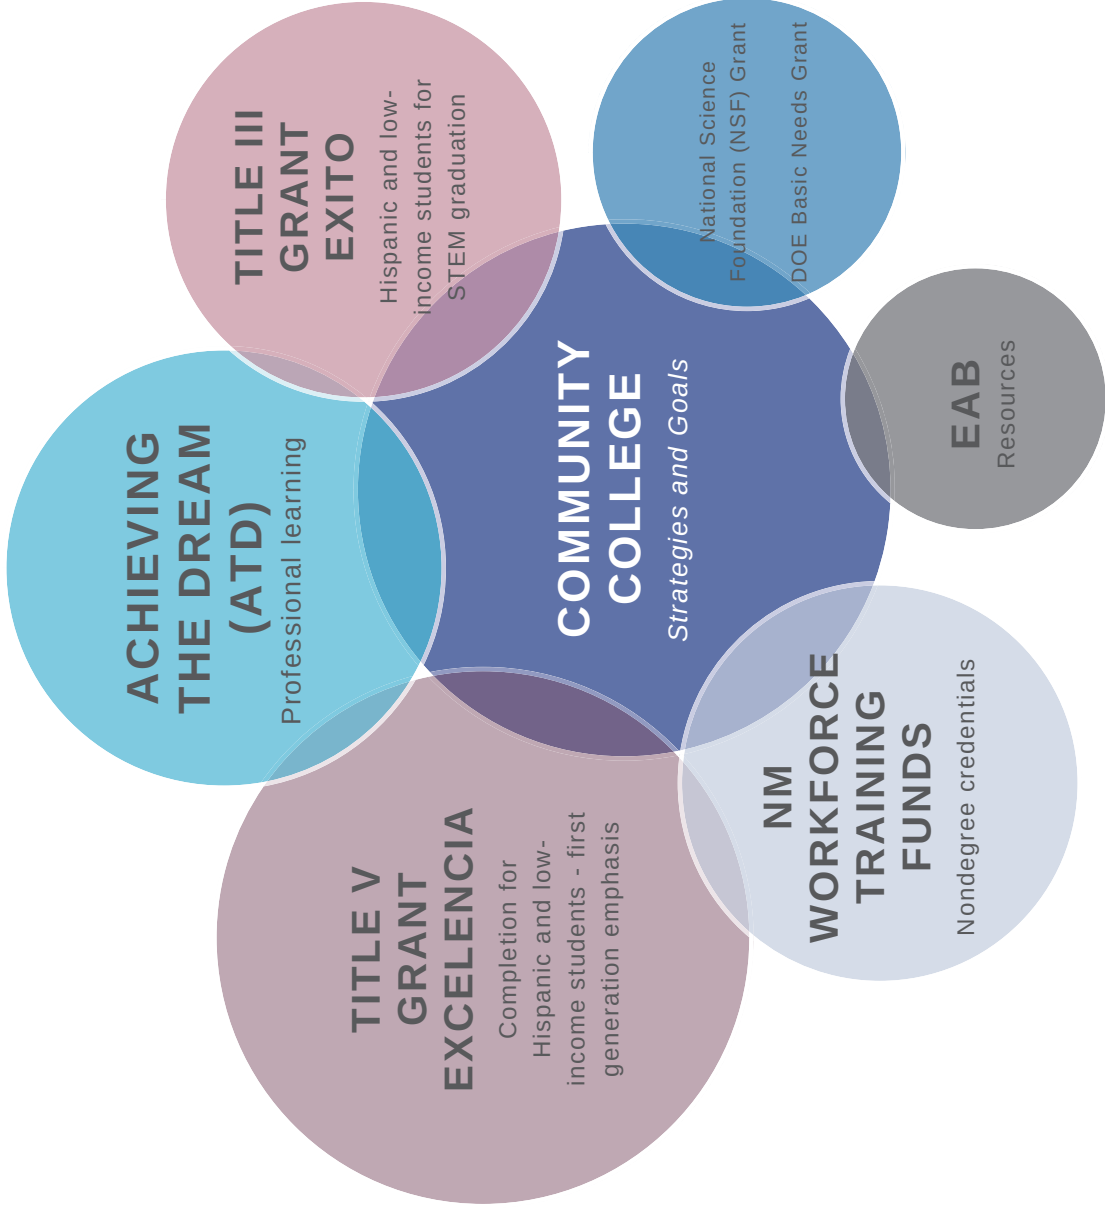 ACHIEVING
THE DREAM
(ATD)
Professional learning
TITLE III
GRANT
EXITO
Hispanic and low-
income students for
STEM graduation
TITLE V
GRANT
EXCELENCIA
Completion for
Hispanic and low-
income students - first
generation emphasis
COMMUNITY
COLLEGE
Strategies and Goals
National Science
Foundation (NSF) Grant
DOE Basic Needs Grant
NM
WORKFORCE
TRAINING
FUNDS
Nondegree credentials
EAB
Resources